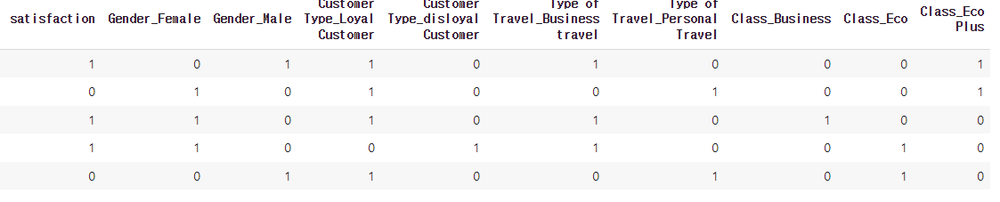 satisfaction Gender_Female Gender_Male Customer Type_Loyal Customer Customer Type_disloyal Customer Type of Travel_Business travel Type of Travel_Personal Travel Class_Business Class_Eco Class_Eco Plus
1 0 1 1 0 1 0 0 0 1
0 1 0 1 0 0 1 0 0 1
1 1 0 1 0 1 0 1 0 0
1 1 0 0 1 1 0 0 1 0
0 0 1 1 0 0 1 0 1 0